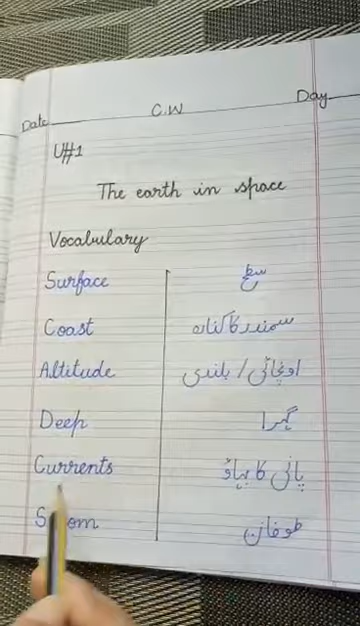 Date C.W Day
U#1
The earth in space
Vocabulary
Surface سطح
Coast سمندر کا کنارہ
Altitude اونچائی / بلندی
Deep گہرا
Currents پانی کا بہاؤ
طوفان